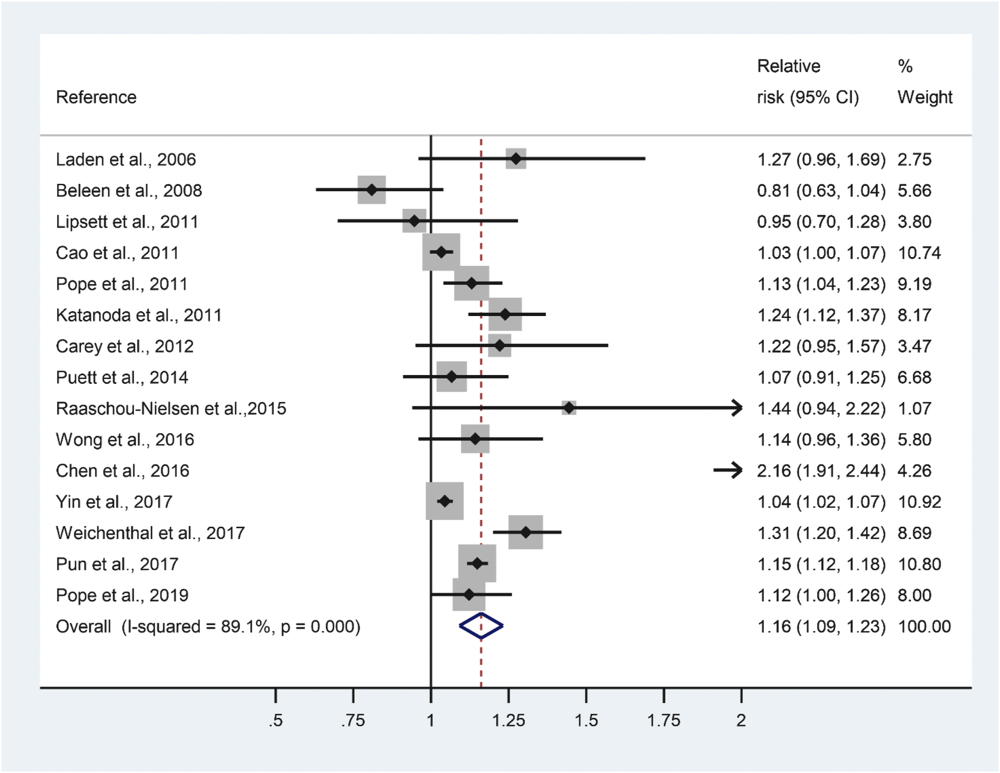 Relative %
Reference risk (95% CI) Weight
Laden et al., 2006 1.27 (0.96, 1.69) 2.75
Beleen et al., 2008 0.81 (0.63, 1.04) 5.66
Lipsett et al., 2011 0.95 (0.70, 1.28) 3.80
Cao et al., 2011 1.03 (1.00, 1.07) 10.74
Pope et al., 2011 1.13 (1.04, 1.23) 9.19
Katanoda et al., 2011 1.24 (1.12, 1.37) 8.17
Carey et al., 2012 1.22 (0.95, 1.57) 3.47
Puett et al., 2014 1.07 (0.91, 1.25) 6.68
Raaschou-Nielsen et al.,2015 1.44 (0.94, 2.22) 1.07
Wong et al., 2016 1.14 (0.96, 1.36) 5.80
Chen et al., 2016 2.16 (1.91, 2.44) 4.26
Yin et al., 2017 1.04 (1.02, 1.07) 10.92
Weichenthal et al., 2017 1.31 (1.20, 1.42) 8.69
Pun et al., 2017 1.15 (1.12, 1.18) 10.80
Pope et al., 2019 1.12 (1.00, 1.26) 8.00
Overall (I-squared = 89.1%, p = 0.000) 1.16 (1.09, 1.23) 100.00
.5 .75 1 1.25 1.5 1.75 2